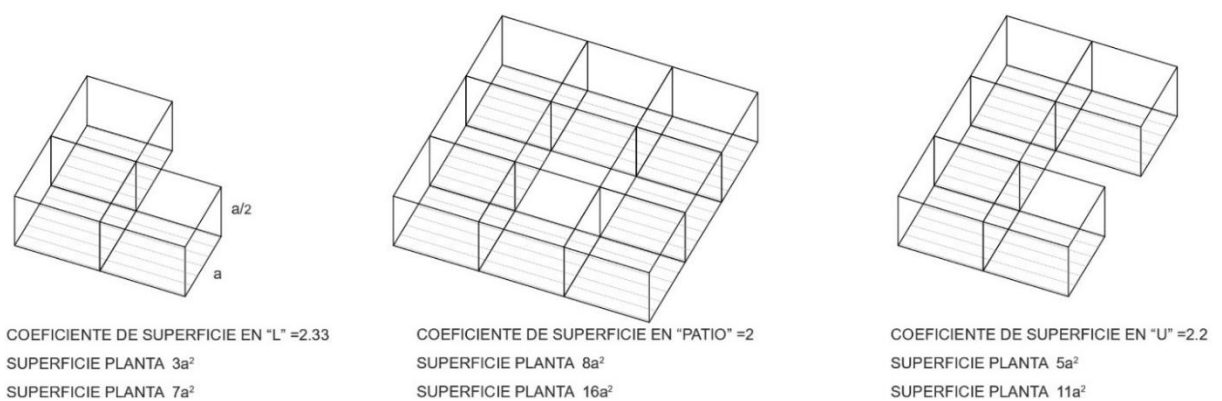 a/2
a
COEFICIENTE DE SUPERFICIE EN “L” =2.33
SUPERFICIE PLANTA 3a²
SUPERFICIE PLANTA 7a²
COEFICIENTE DE SUPERFICIE EN “PATIO” =2
SUPERFICIE PLANTA 8a²
SUPERFICIE PLANTA 16a²
COEFICIENTE DE SUPERFICIE EN “U” =2.2
SUPERFICIE PLANTA 5a²
SUPERFICIE PLANTA 11a²